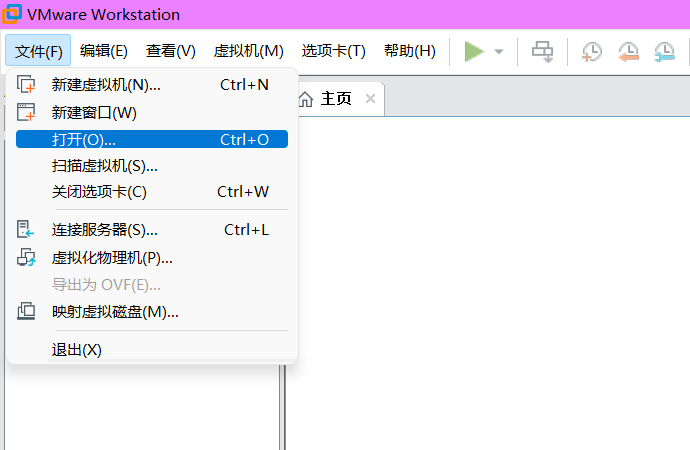 VMware Workstation
文件(F) 编辑(E) 查看(V) 虚拟机(M) 选项卡(T) 帮助(H)
新建虚拟机(N)... Ctrl+N
主页
新建窗口(W)
打开(O)... Ctrl+O
扫描虚拟机(S)...
关闭选项卡(C) Ctrl+W
连接服务器(S)... Ctrl+L
虚拟化物理机(P)...
导出为 OVF(E)...
映射虚拟磁盘(M)...
退出(X)